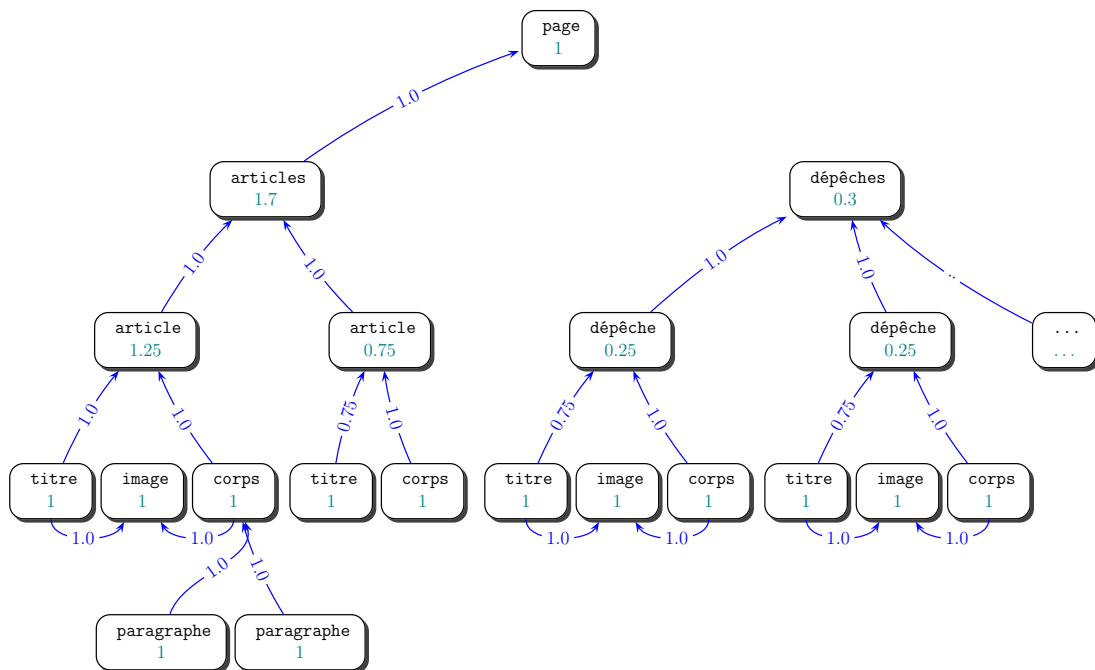 page
1
1.0
articles
1.7
dépêches
0.3
1.0
1.0
1.0
1.0
..
article
1.25
article
0.75
dépêche
0.25
dépêche
0.25
...
...
1.0
1.0
0.75
1.0
0.75
1.0
0.75
1.0
titre
1
image
1
corps
1
titre
1
corps
1
titre
1
image
1
corps
1
titre
1
image
1
corps
1
1.0
1.0
1.0
1.0
1.0
1.0
1.0
1.0
paragraphe
1
paragraphe
1